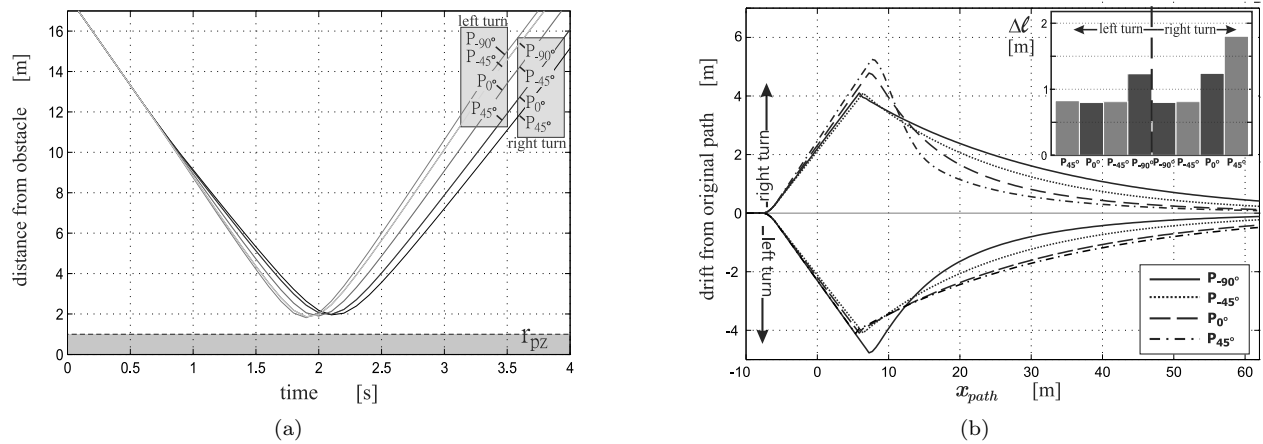 distance from obstacle [m]
16
14
12
10
8
6
4
2
0
left turn
P-90°
P-45°
P0°
P45°
P-90°
P-45°
P0°
P45°
right turn
rpz
0 0.5 1 1.5 2 2.5 3 3.5 4
time [s]
(a)
drift from original path [m]
6
4
2
0
-2
-4
right turn
left turn
Δℓ
[m]
2
1
0
left turn right turn
P45° P0° P-45° P-90° P-90° P-45° P0° P45°
P-90°
P-45°
P0°
P45°
-10 0 10 20 30 40 50 60
xpath [m]
(b)